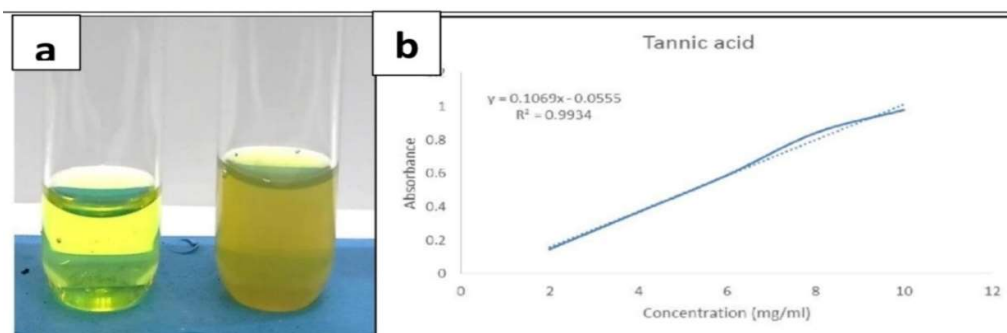 a
b
Tannic acid
y = 0.1069x - 0.0555
R² = 0.9934
1
0.8
0.6
0.4
0.2
0
0
2
4
6
8
10
12
Absorbance
Concentration (mg/ml)